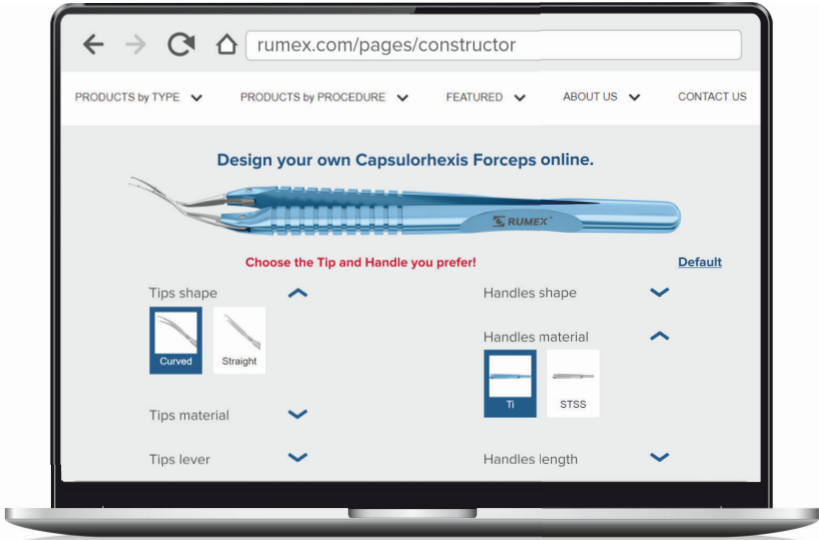 rumex.com/pages/constructor
PRODUCTS by TYPE PRODUCTS by PROCEDURE FEATURED ABOUT US CONTACT US
Design your own Capsulorhexis Forceps online.
RUMEX
Choose the Tip and Handle you prefer!
Default
Tips shape
Handles shape
Curved
Straight
Handles material
Ti
STSS
Tips material
Tips lever
Handles length